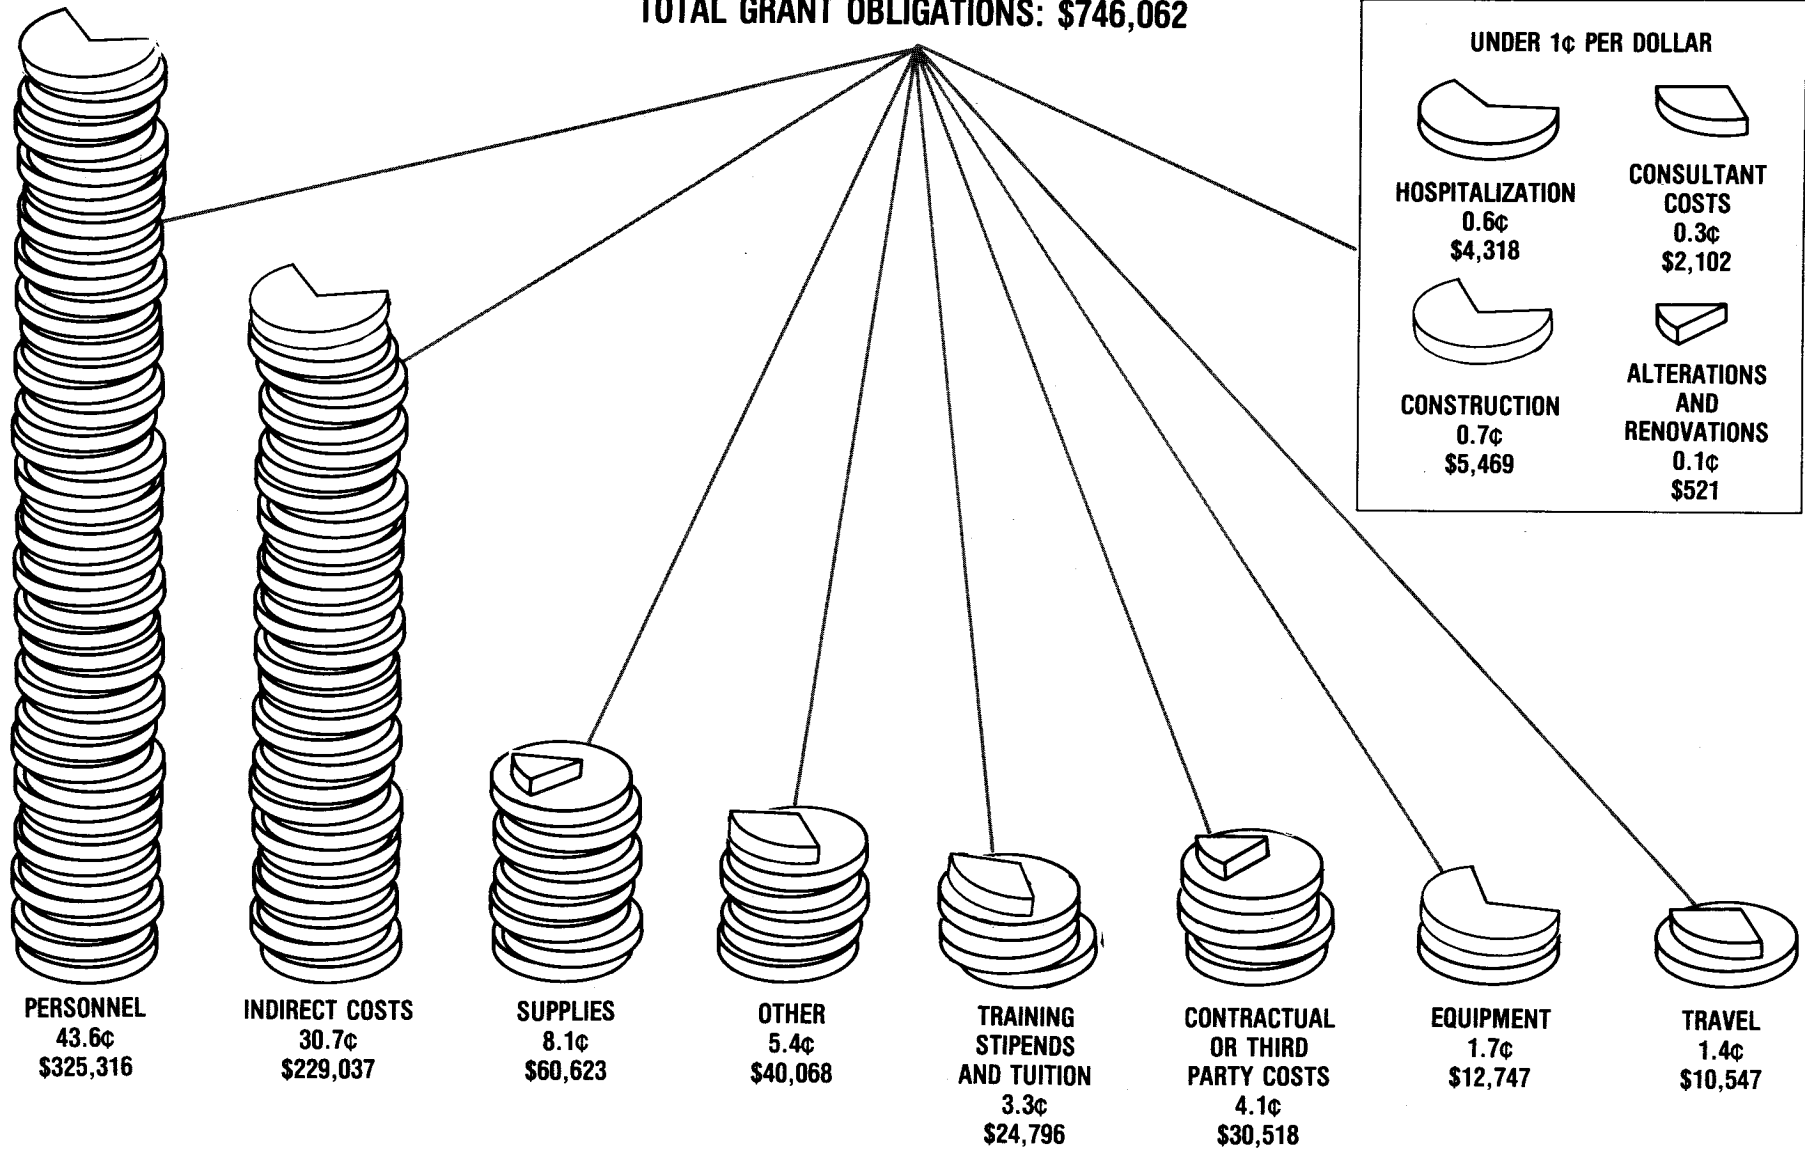 TOTAL GRANT OBLIGATIONS: $746,062
UNDER 1¢ PER DOLLAR
HOSPITALIZATION
0.6¢
$4,318
CONSULTANT
COSTS
0.3¢
$2,102
CONSTRUCTION
0.7¢
$5,469
ALTERATIONS
AND
RENOVATIONS
0.1¢
$521
PERSONNEL
43.6¢
$325,316
INDIRECT COSTS
30.7¢
$229,037
SUPPLIES
8.1¢
$60,623
OTHER
5.4¢
$40,068
TRAINING
STIPENDS
AND TUITION
3.3¢
$24,796
CONTRACTUAL
OR THIRD
PARTY COSTS
4.1¢
$30,518
EQUIPMENT
1.7¢
$12,747
TRAVEL
1.4¢
$10,547